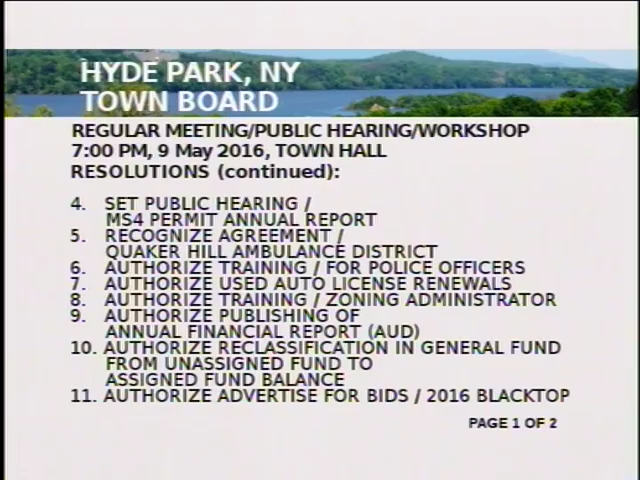 HYDE PARK, NY
TOWN BOARD
REGULAR MEETING/PUBLIC HEARING/WORKSHOP
7:00 PM, 9 May 2016, TOWN HALL
RESOLUTIONS (continued):
4. SET PUBLIC HEARING /
MS4 PERMIT ANNUAL REPORT
5. RECOGNIZE AGREEMENT /
QUAKER HILL AMBULANCE DISTRICT
6. AUTHORIZE TRAINING / FOR POLICE OFFICERS
7. AUTHORIZE USED AUTO LICENSE RENEWALS
8. AUTHORIZE TRAINING / ZONING ADMINISTRATOR
9. AUTHORIZE PUBLISHING OF
ANNUAL FINANCIAL REPORT (AUD)
10. AUTHORIZE RECLASSIFICATION IN GENERAL FUND
FROM UNASSIGNED FUND TO
ASSIGNED FUND BALANCE
11. AUTHORIZE ADVERTISE FOR BIDS / 2016 BLACKTOP
PAGE 1 OF 2